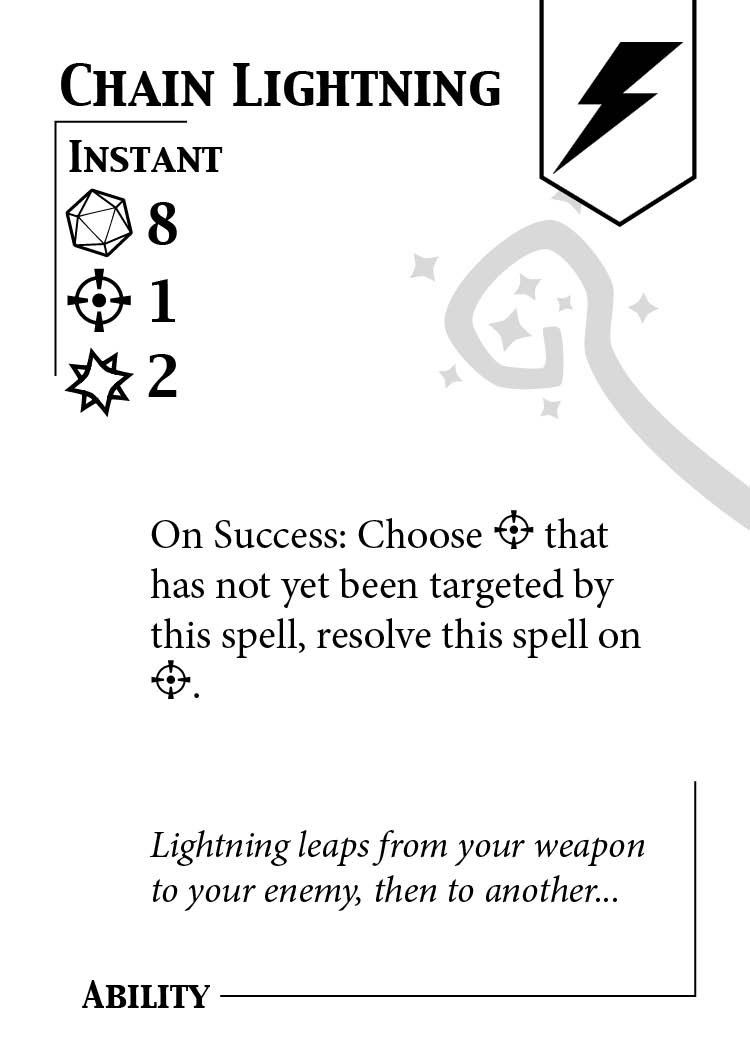 Chain Lightning
Instant
8
1
2
On Success: Choose that
has not yet been targeted by
this spell, resolve this spell on
.
Lightning leaps from your weapon
to your enemy, then to another...
Ability